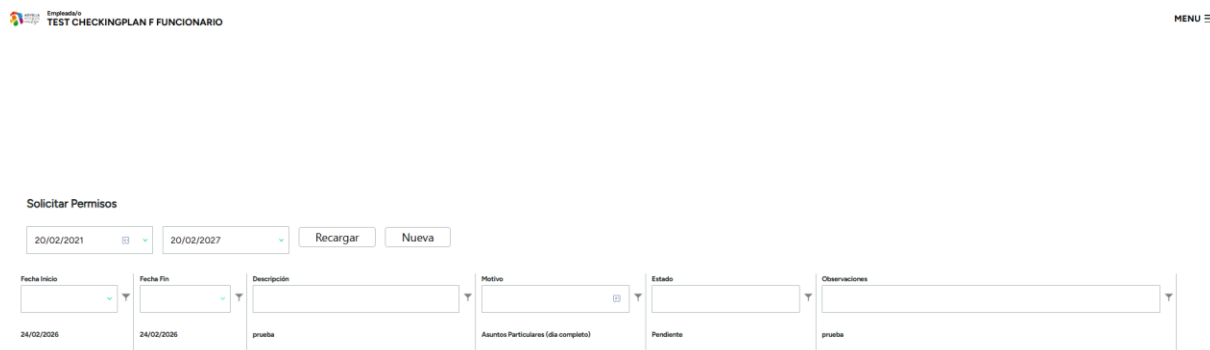 Empleada/o
TEST CHECKINGPLAN F FUNCIONARIO
MENU
Solicitar Permisos
20/02/2021 20/02/2027 Recargar Nueva
Fecha Inicio Fecha Fin Descripción Motivo Estado Observaciones
24/02/2026 24/02/2026 prueba Asuntos Particulares (día completo) Pendiente prueba